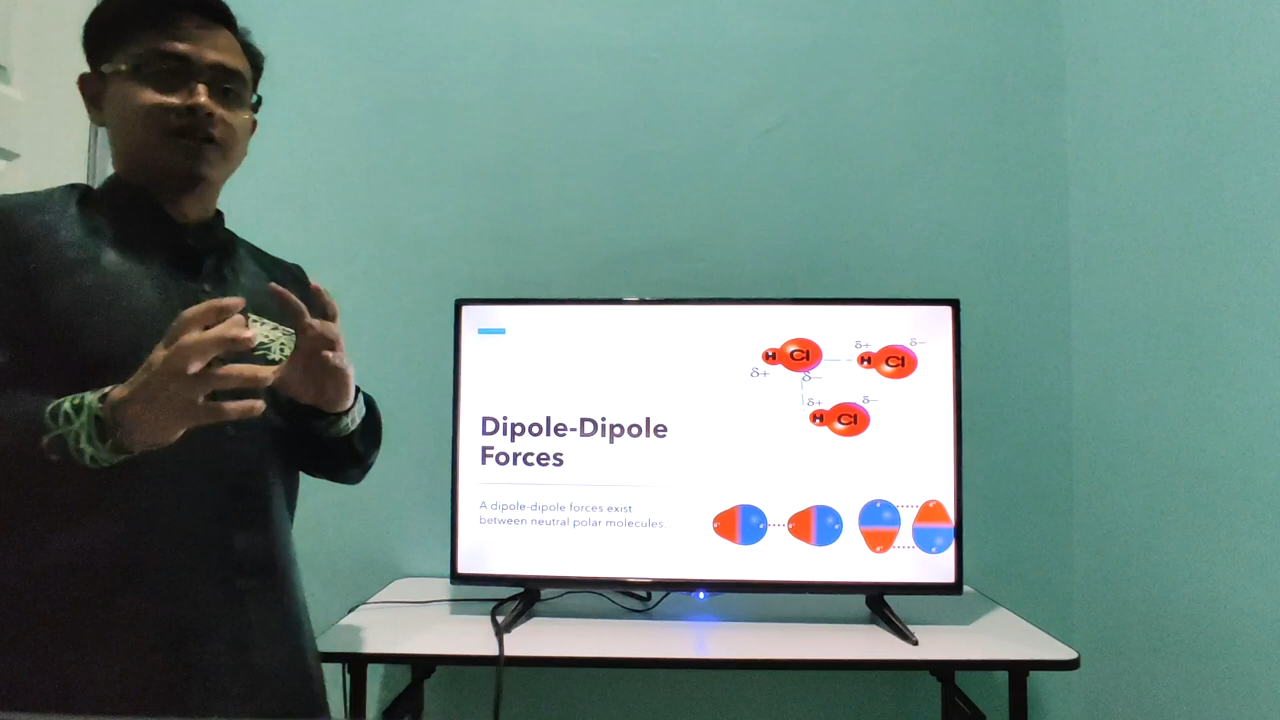 H Cl
δ+
δ−
δ+
δ−
H Cl
δ+
δ−
H Cl
Dipole-Dipole
Forces
A dipole-dipole forces exist
between neutral polar molecules.